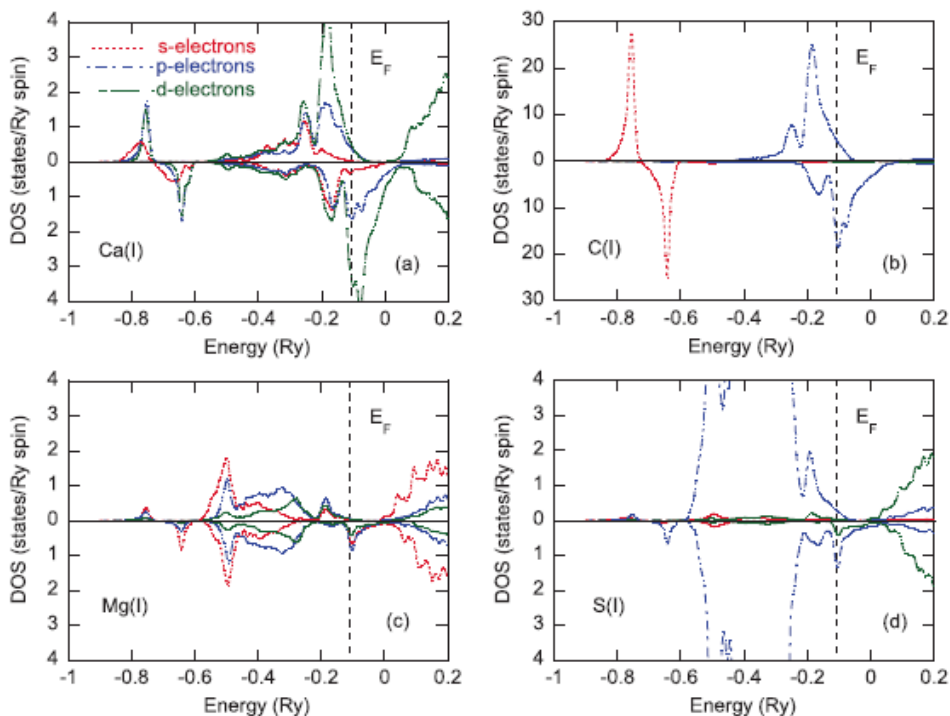 4
3
2
1
0
1
2
3
4
DOS (states/Ry spin)
s-electrons
p-electrons
d-electrons
E_F
Ca(I)
(a)
-1 -0.8 -0.6 -0.4 -0.2 0 0.2
Energy (Ry)
30
20
10
0
10
20
30
DOS (states/Ry spin)
E_F
C(I)
(b)
-1 -0.8 -0.6 -0.4 -0.2 0 0.2
Energy (Ry)
4
3
2
1
0
1
2
3
4
DOS (states/Ry spin)
E_F
Mg(I)
(c)
-1 -0.8 -0.6 -0.4 -0.2 0 0.2
Energy (Ry)
4
3
2
1
0
1
2
3
4
DOS (states/Ry spin)
E_F
S(I)
(d)
-1 -0.8 -0.6 -0.4 -0.2 0 0.2
Energy (Ry)